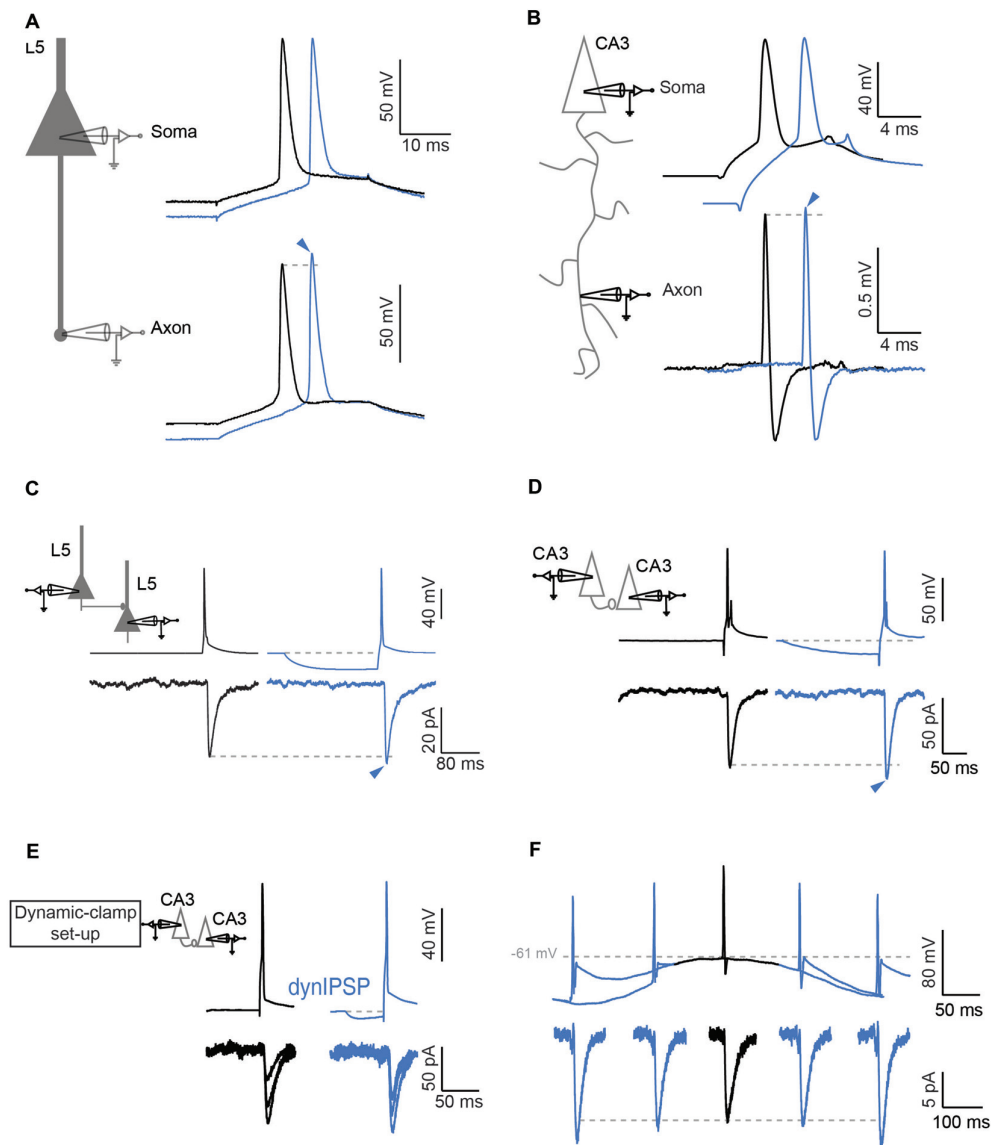 A
L5
Soma
Axon
50 mV
10 ms
50 mV
B
CA3
Soma
Axon
40 mV
4 ms
0.5 mV
4 ms
C
L5
L5
40 mV
20 pA
80 ms
D
CA3
CA3
50 mV
50 pA
50 ms
E
Dynamic-clamp
set-up
CA3
CA3
dynIPSP
40 mV
50 pA
50 ms
F
-61 mV
80 mV
50 ms
5 pA
100 ms